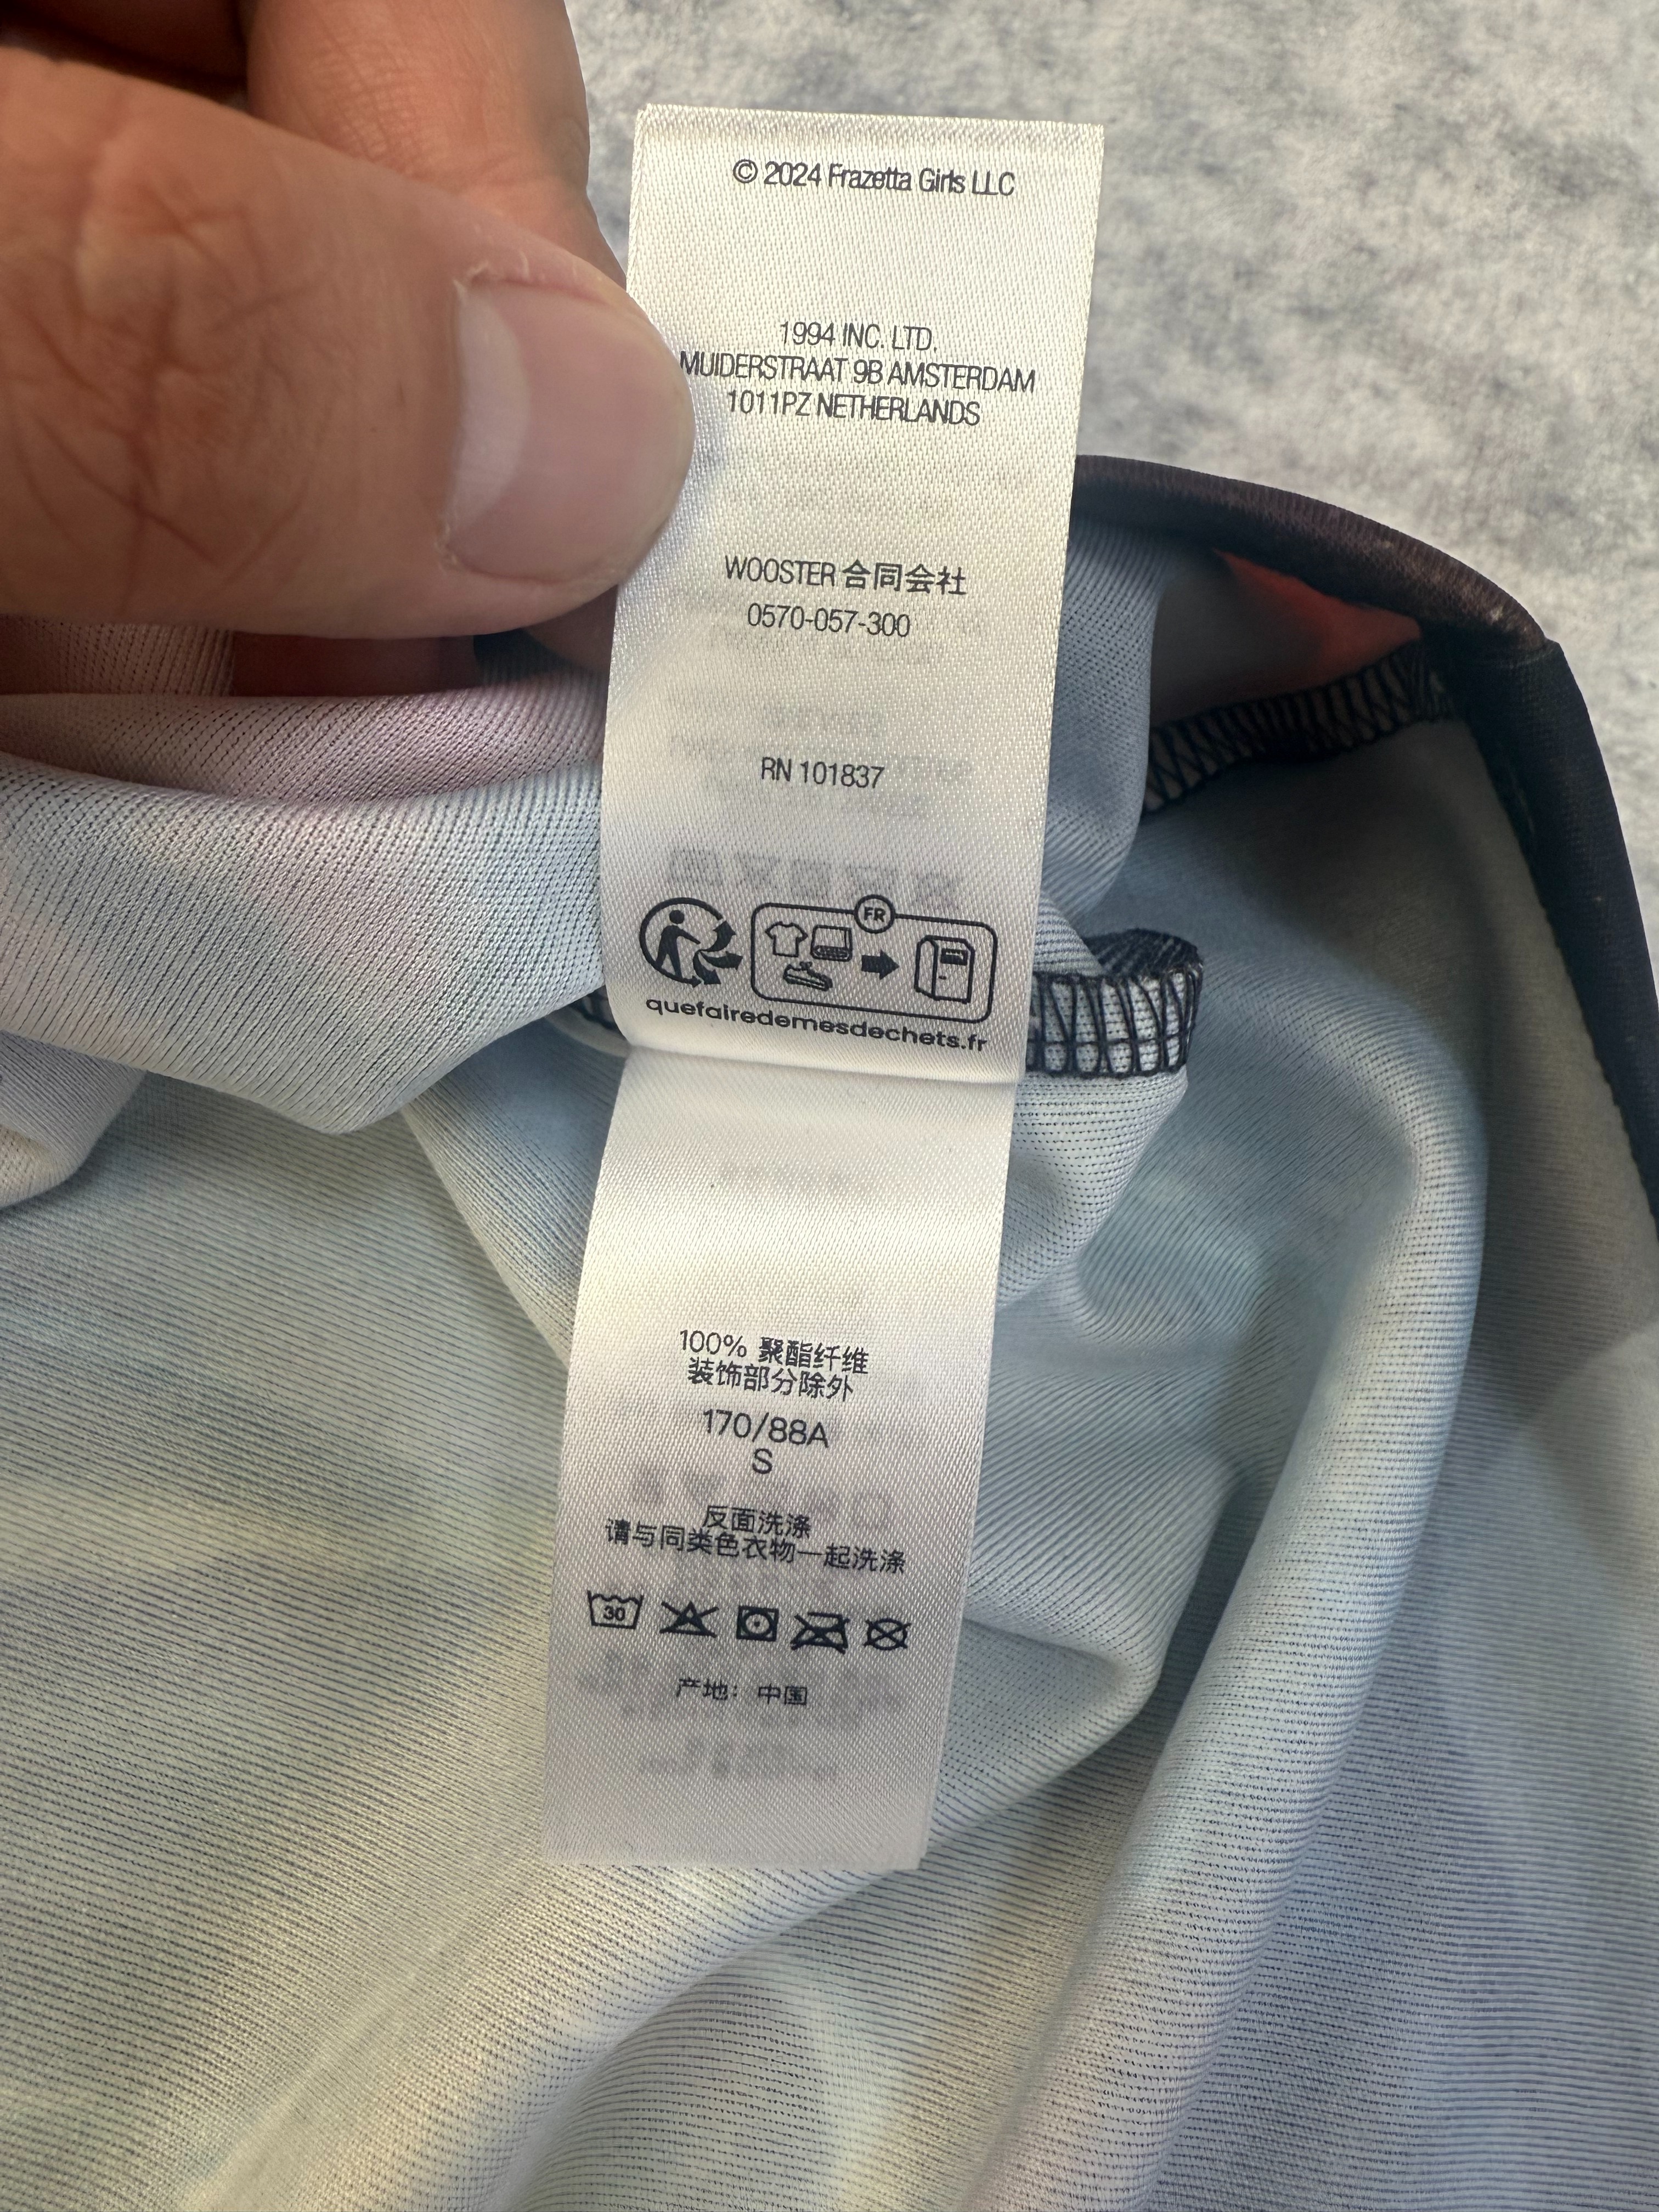 © 2024 Frazetta Girls LLC
1994 INC. LTD.
MUIDERSTRAAT 9B AMSTERDAM
1011PZ NETHERLANDS
WOOSTER 合同会社
0570-057-300
RN 101837
FR
quefairedemesdechets.fr
100% 聚酯纤维
装饰部分除外
170/88A
S
反面洗涤
请与同类色衣物一起洗涤
30
产地：中国